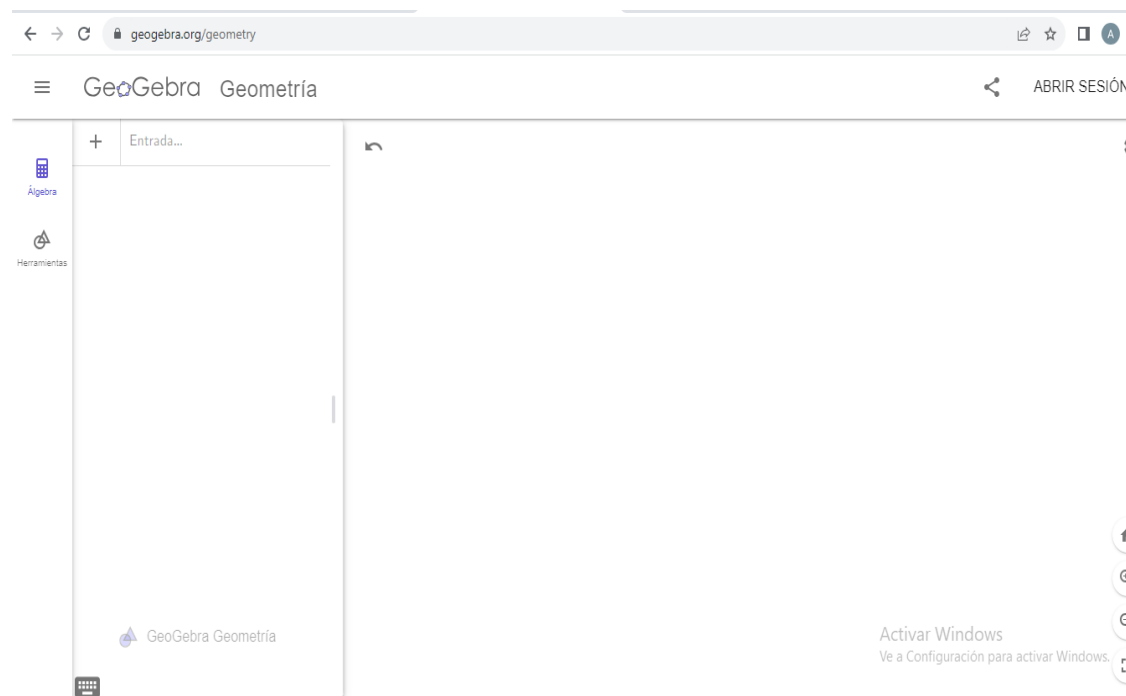 geogebra.org/geometry
A
GeoGebra Geometría
ABRIR SESIÓN
Entrada...
Álgebra
Herramientas
GeoGebra Geometría
Activar Windows
Ve a Configuración para activar Windows.